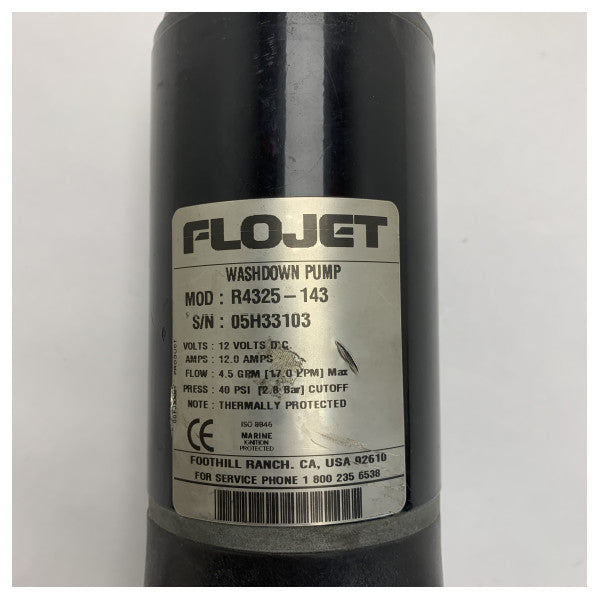 FLOJET
WASHDOWN PUMP
MOD : R4325-143
S/N : 05H33103
VOLTS : 12 VOLTS D.C.
AMPS : 12.0 AMPS
FLOW : 4.5 GPM [17.0 LPM] Max
PRESS : 40 PSI [2.8 Bar] CUTOFF
NOTE : THERMALLY PROTECTED
CE
ISO 8846
MARINE
IGNITION
PROTECTED
FOOTHILL RANCH. CA, USA 92610
FOR SERVICE PHONE 1 800 235 6538
PRODUCT